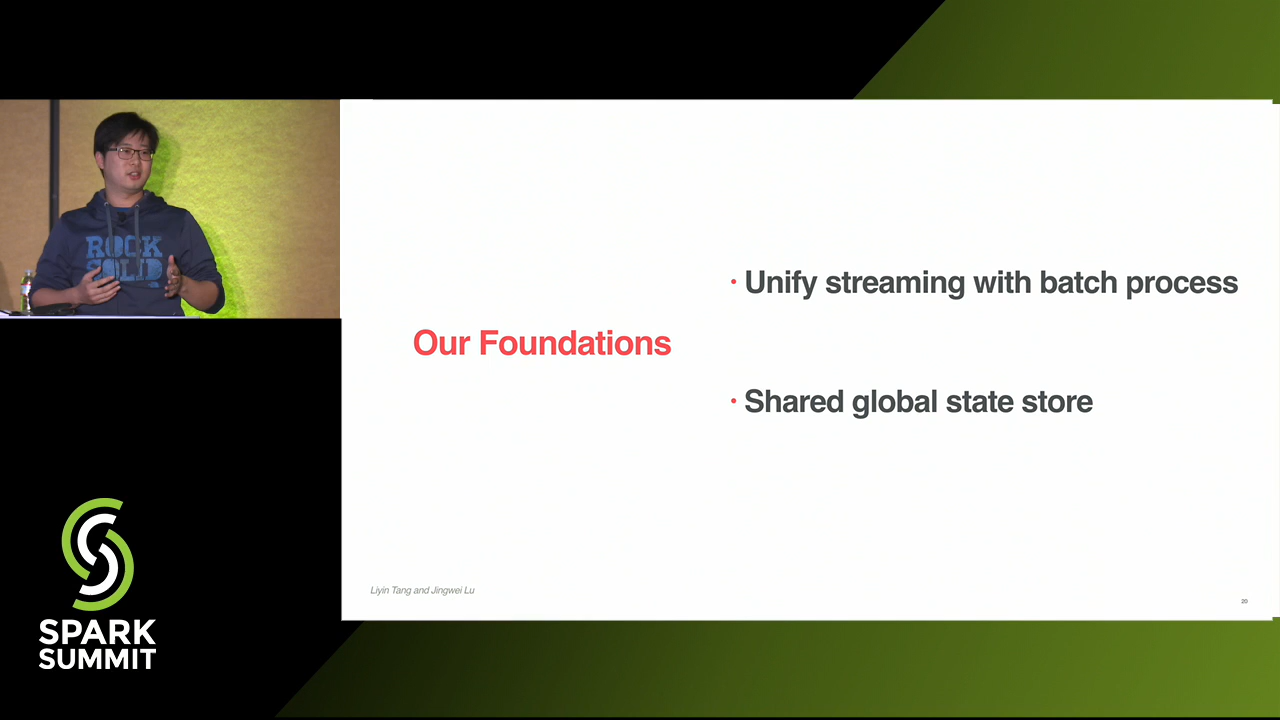 ROCK
SOLID
Our Foundations
· Unify streaming with batch process
· Shared global state store
Liyin Tang and Jingwei Lu
20
SPARK
SUMMIT